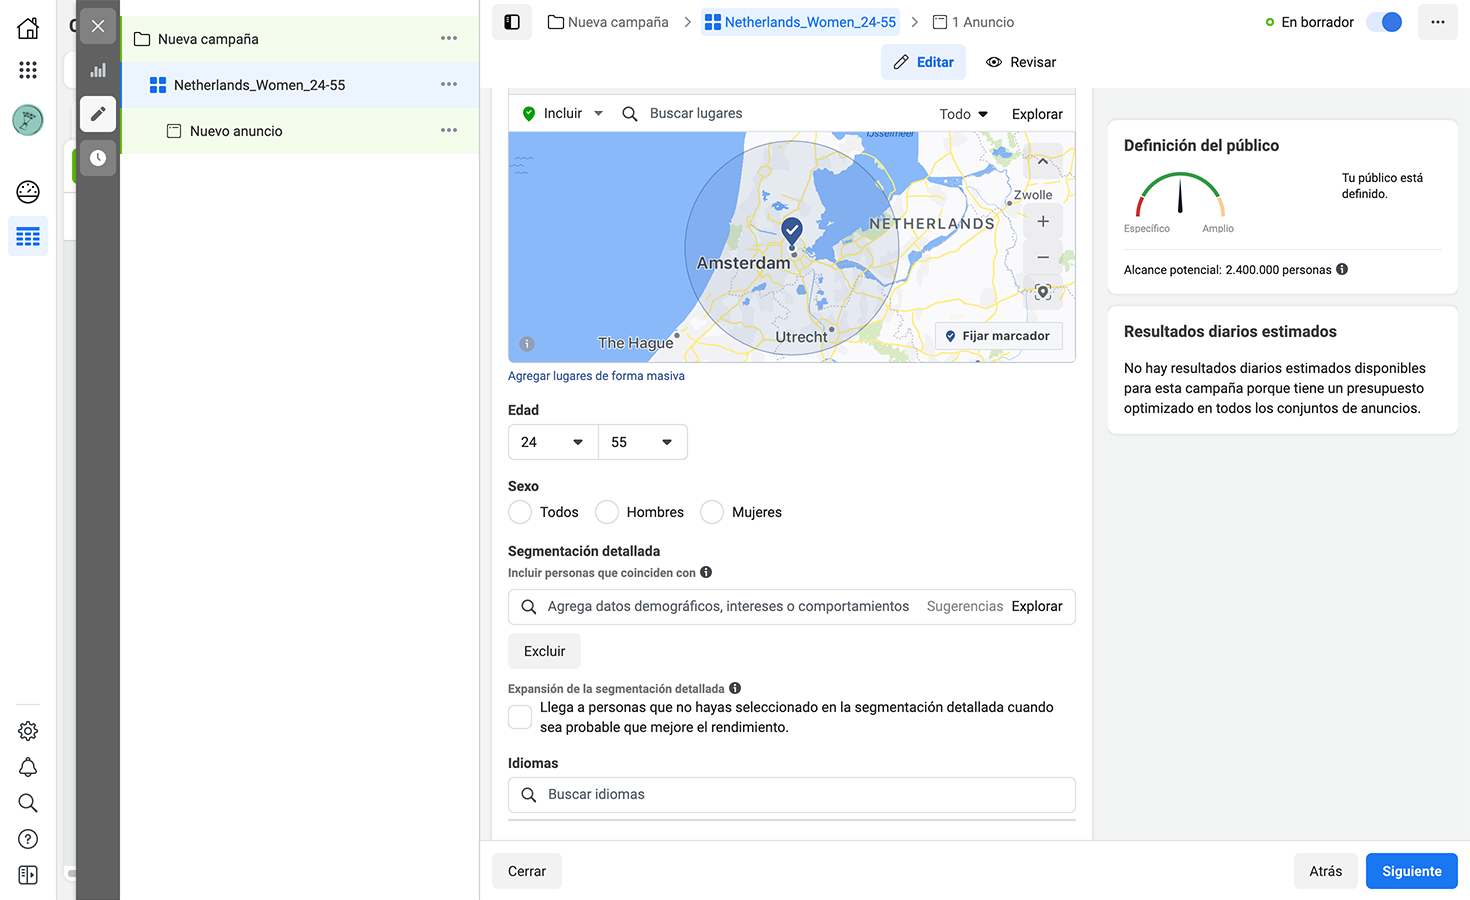 Nueva campaña
Netherlands_Women_24-55
Nuevo anuncio
Nueva campaña
Netherlands_Women_24-55
1 Anuncio
En borrador
Editar
Revisar
Incluir
Buscar lugares
Todo
Explorar
IJsselmeer
Zwolle
NETHERLANDS
Amsterdam
The Hague
Utrecht
Fijar marcador
Agregar lugares de forma masiva
Edad
24
55
Sexo
Todos
Hombres
Mujeres
Segmentación detallada
Incluir personas que coinciden con
Agrega datos demográficos, intereses o comportamientos
Sugerencias
Explorar
Excluir
Expansión de la segmentación detallada
Llega a personas que no hayas seleccionado en la segmentación detallada cuando
sea probable que mejore el rendimiento.
Idiomas
Buscar idiomas
Cerrar
Atrás
Siguiente
Definición del público
Tu público está
definido.
Específico
Amplio
Alcance potencial: 2.400.000 personas
Resultados diarios estimados
No hay resultados diarios estimados disponibles
para esta campaña porque tiene un presupuesto
optimizado en todos los conjuntos de anuncios.